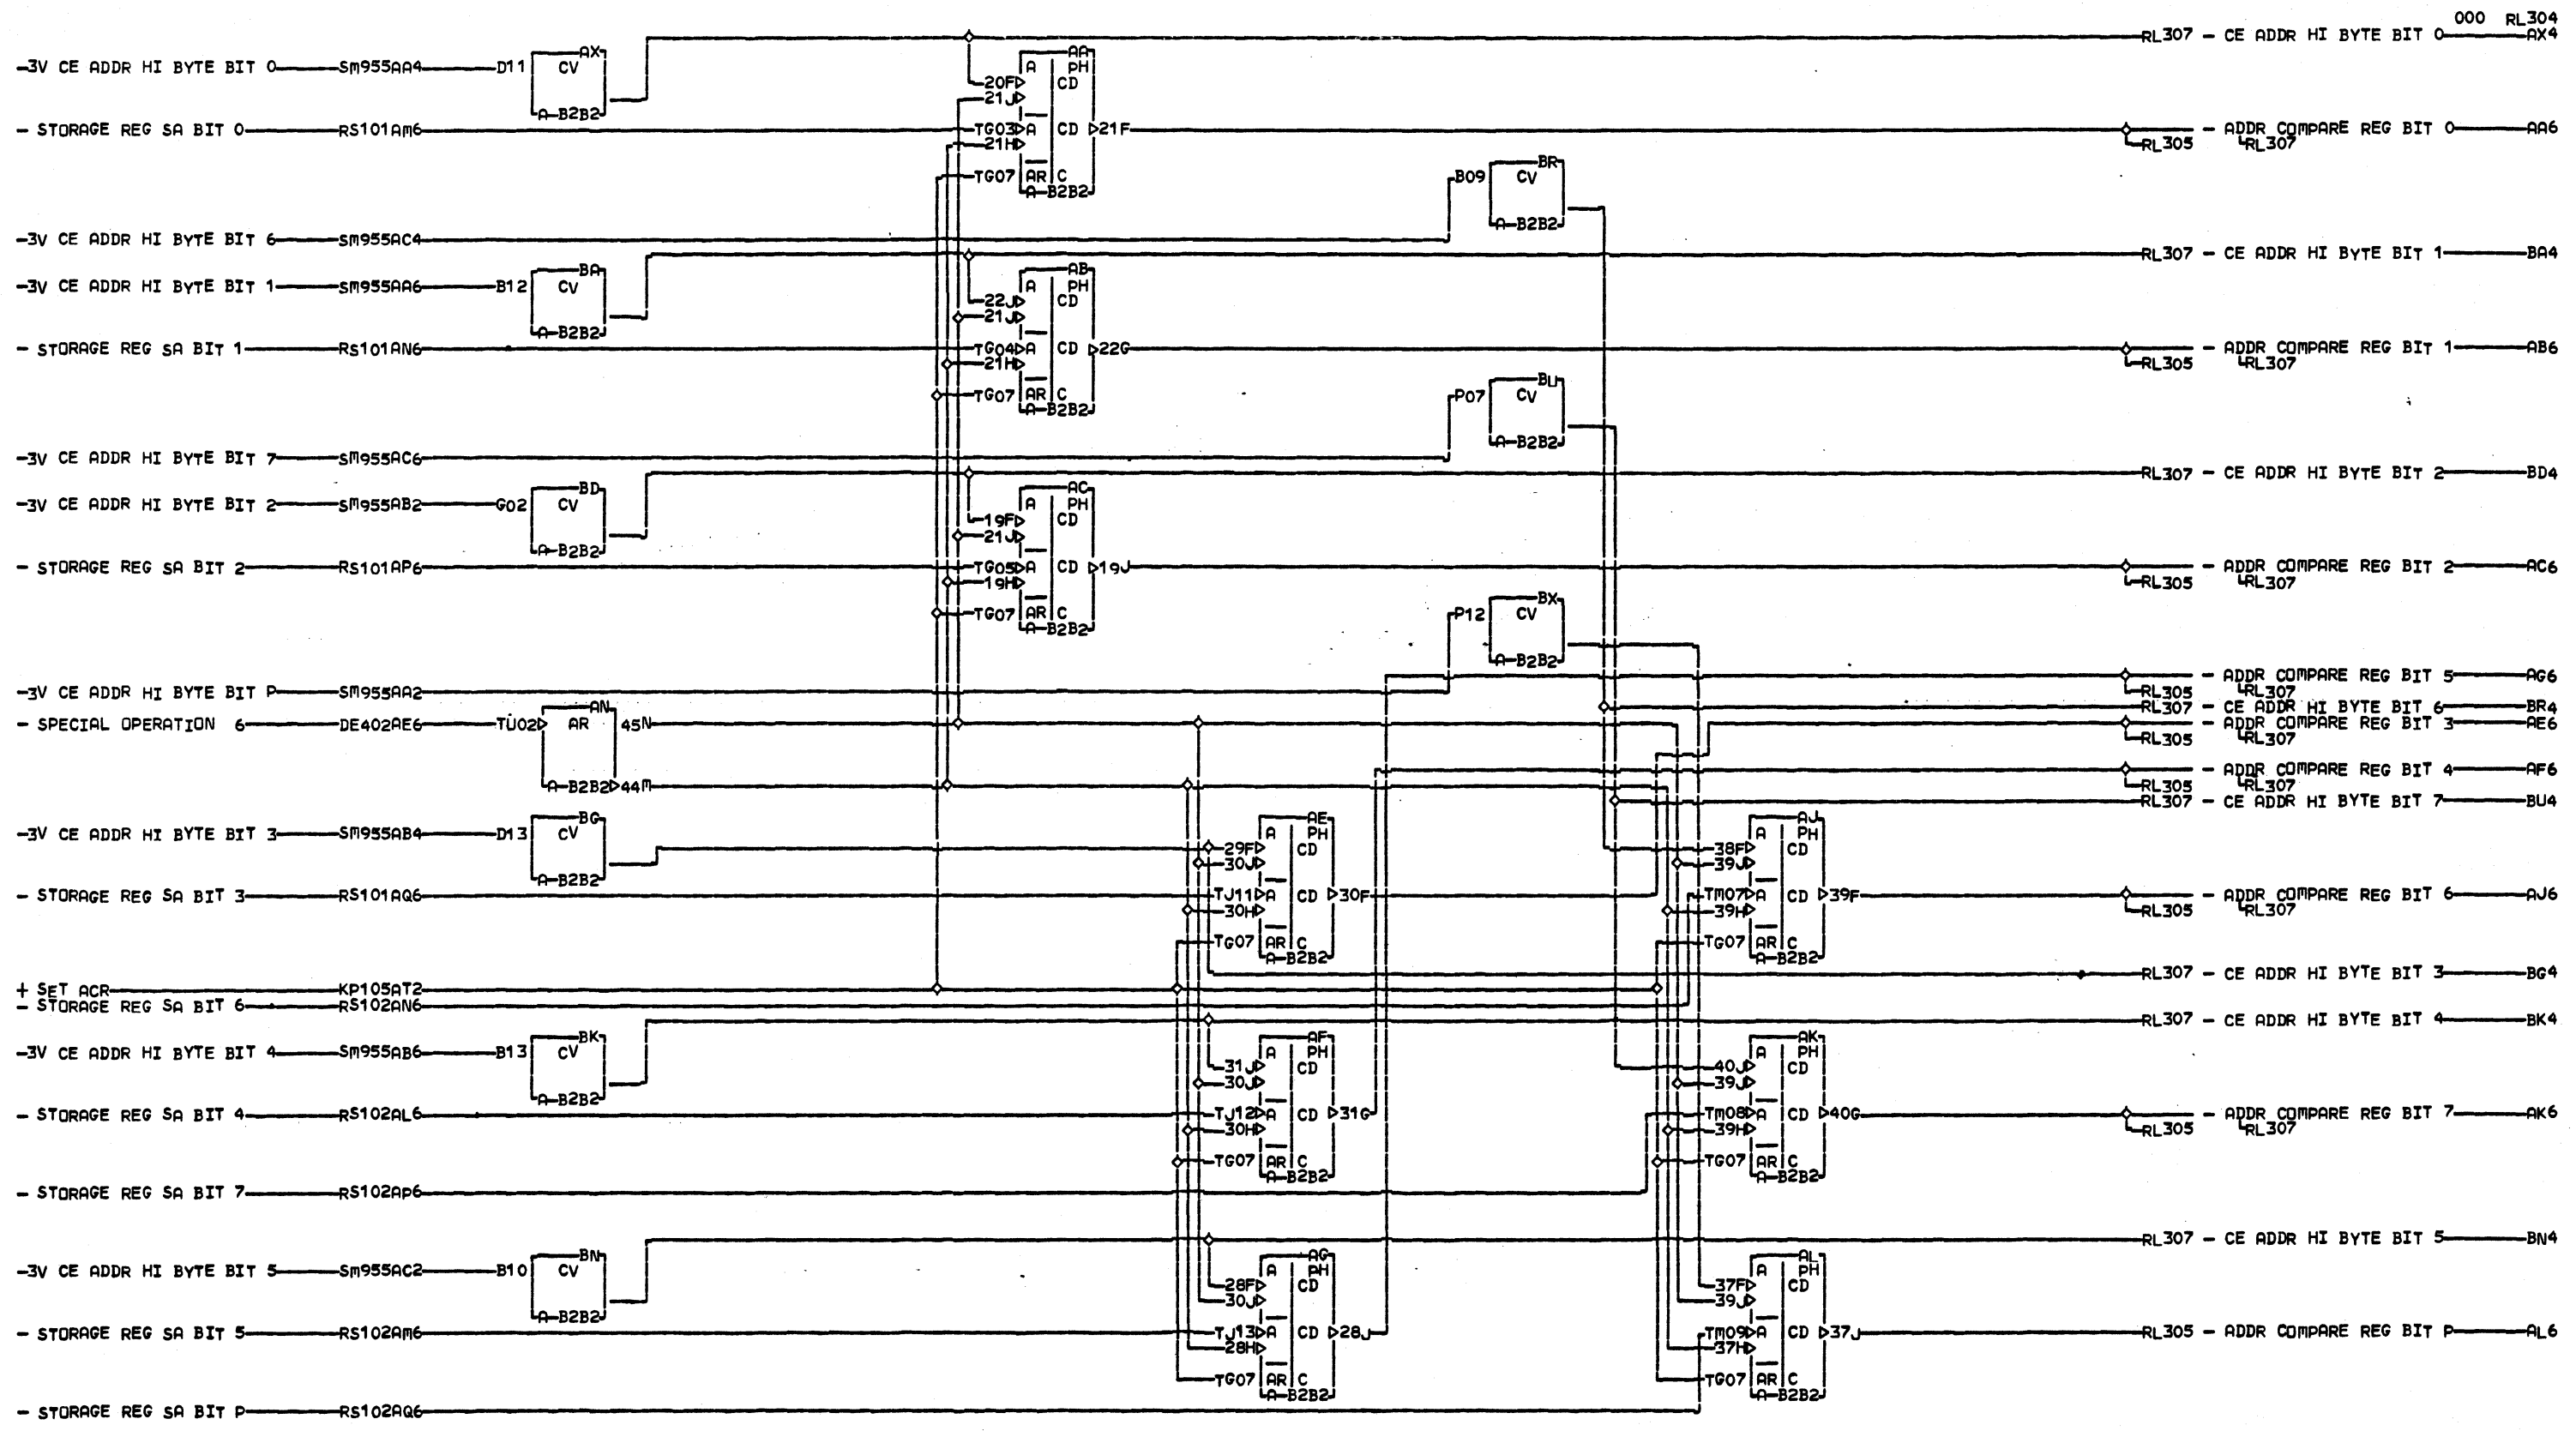 000 RL304
RL307 - CE ADDR HI BYTE BIT 0 AX4
-3V CE ADDR HI BYTE BIT 0 SM955AA4 D11 AX CV A-B2B2
AA A PH CD 20F 21J
- STORAGE REG SA BIT 0 RS101AM6 TG03 A CD 21F - ADDR COMPARE REG BIT 0 AA6
21H RL305 RL307
TG07 AR C A-B2B2
B09 BR CV A-B2B2
-3V CE ADDR HI BYTE BIT 6 SM955AC4
RL307 - CE ADDR HI BYTE BIT 1 BA4
-3V CE ADDR HI BYTE BIT 1 SM955AA6 B12 BA CV A-B2B2
AB A PH CD 22J 21J
- STORAGE REG SA BIT 1 RS101AN6 TG04 A CD 22G - ADDR COMPARE REG BIT 1 AB6
21H RL305 RL307
TG07 AR C A-B2B2
P07 BU CV A-B2B2
-3V CE ADDR HI BYTE BIT 7 SM955AC6
RL307 - CE ADDR HI BYTE BIT 2 BD4
-3V CE ADDR HI BYTE BIT 2 SM955AB2 G02 BD CV A-B2B2
AC A PH CD 19F 21J
- STORAGE REG SA BIT 2 RS101AP6 TG05 A CD 19J - ADDR COMPARE REG BIT 2 AC6
19H RL305 RL307
TG07 AR C A-B2B2
P12 BX CV A-B2B2
- ADDR COMPARE REG BIT 5 AG6
-3V CE ADDR HI BYTE BIT P SM955AA2 RL305 RL307
RL307 - CE ADDR HI BYTE BIT 6 BR4
- SPECIAL OPERATION 6 DE402AE6 TU02 AN AR 45N - ADDR COMPARE REG BIT 3 AE6
RL305 RL307
- ADDR COMPARE REG BIT 4 AF6
A-B2B2 44M RL305 RL307
RL307 - CE ADDR HI BYTE BIT 7 BU4
-3V CE ADDR HI BYTE BIT 3 SM955AB4 D13 BG CV A-B2B2
AE A PH CD 29F 30J AJ A PH CD 38F 39J
- STORAGE REG SA BIT 3 RS101AQ6 TJ11 A CD 30F TM07 A CD 39F - ADDR COMPARE REG BIT 6 AJ6
30H 39H RL305 RL307
TG07 AR C A-B2B2 TG07 AR C A-B2B2
RL307 - CE ADDR HI BYTE BIT 3 BG4
+ SET ACR KP105AT2
- STORAGE REG SA BIT 6 RS102AN6
RL307 - CE ADDR HI BYTE BIT 4 BK4
-3V CE ADDR HI BYTE BIT 4 SM955AB6 B13 BK CV A-B2B2
AF A PH CD 31J 30J AK A PH CD 40J 39J
- STORAGE REG SA BIT 4 RS102AL6 TJ12 A CD 31G TM08 A CD 40G - ADDR COMPARE REG BIT 7 AK6
30H 39H RL305 RL307
TG07 AR C A-B2B2 TG07 AR C A-B2B2
- STORAGE REG SA BIT 7 RS102AP6
RL307 - CE ADDR HI BYTE BIT 5 BN4
-3V CE ADDR HI BYTE BIT 5 SM955AC2 B10 BN CV A-B2B2
AG A PH CD 28F 30J AL A PH CD 37F 39J
- STORAGE REG SA BIT 5 RS102AM6 TJ13 A CD 28J TM09 A CD 37J RL305 - ADDR COMPARE REG BIT P AL6
28H 37H
TG07 AR C A-B2B2 TG07 AR C A-B2B2
- STORAGE REG SA BIT P RS102AQ6